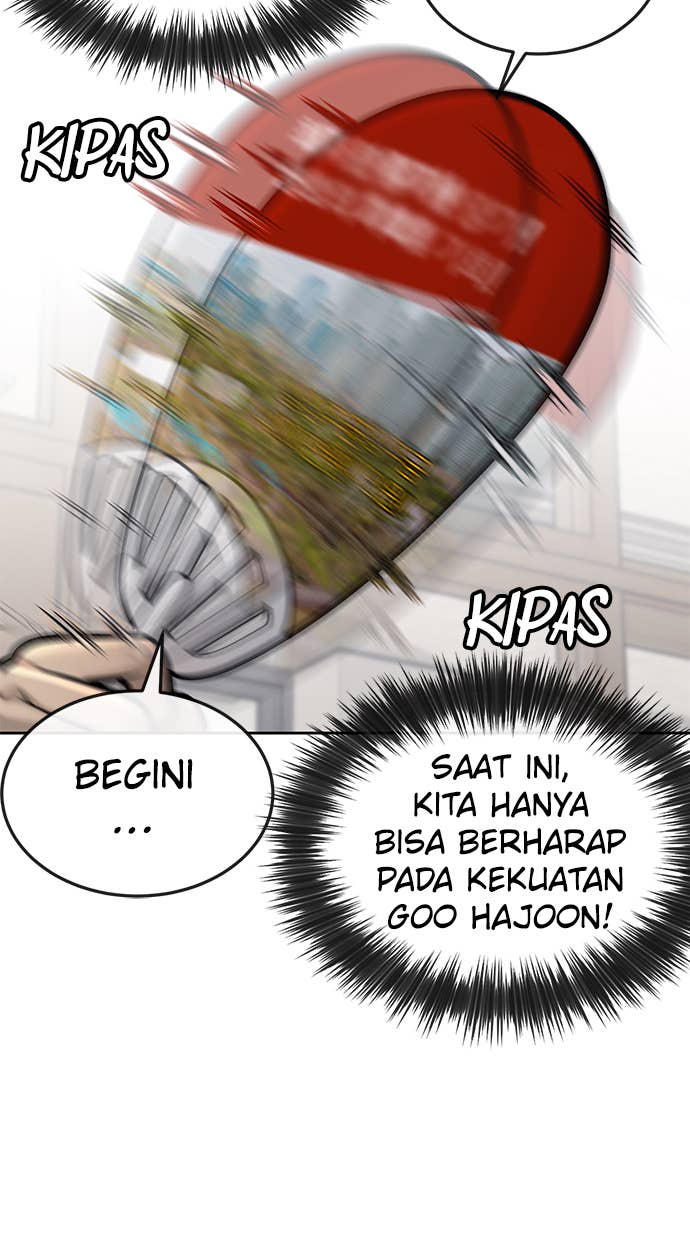 KIPAS
KIPAS
BEGINI
...
SAAT INI,
KITA HANYA
BISA BERHARAP
PADA KEKUATAN
GOO HAJOON!